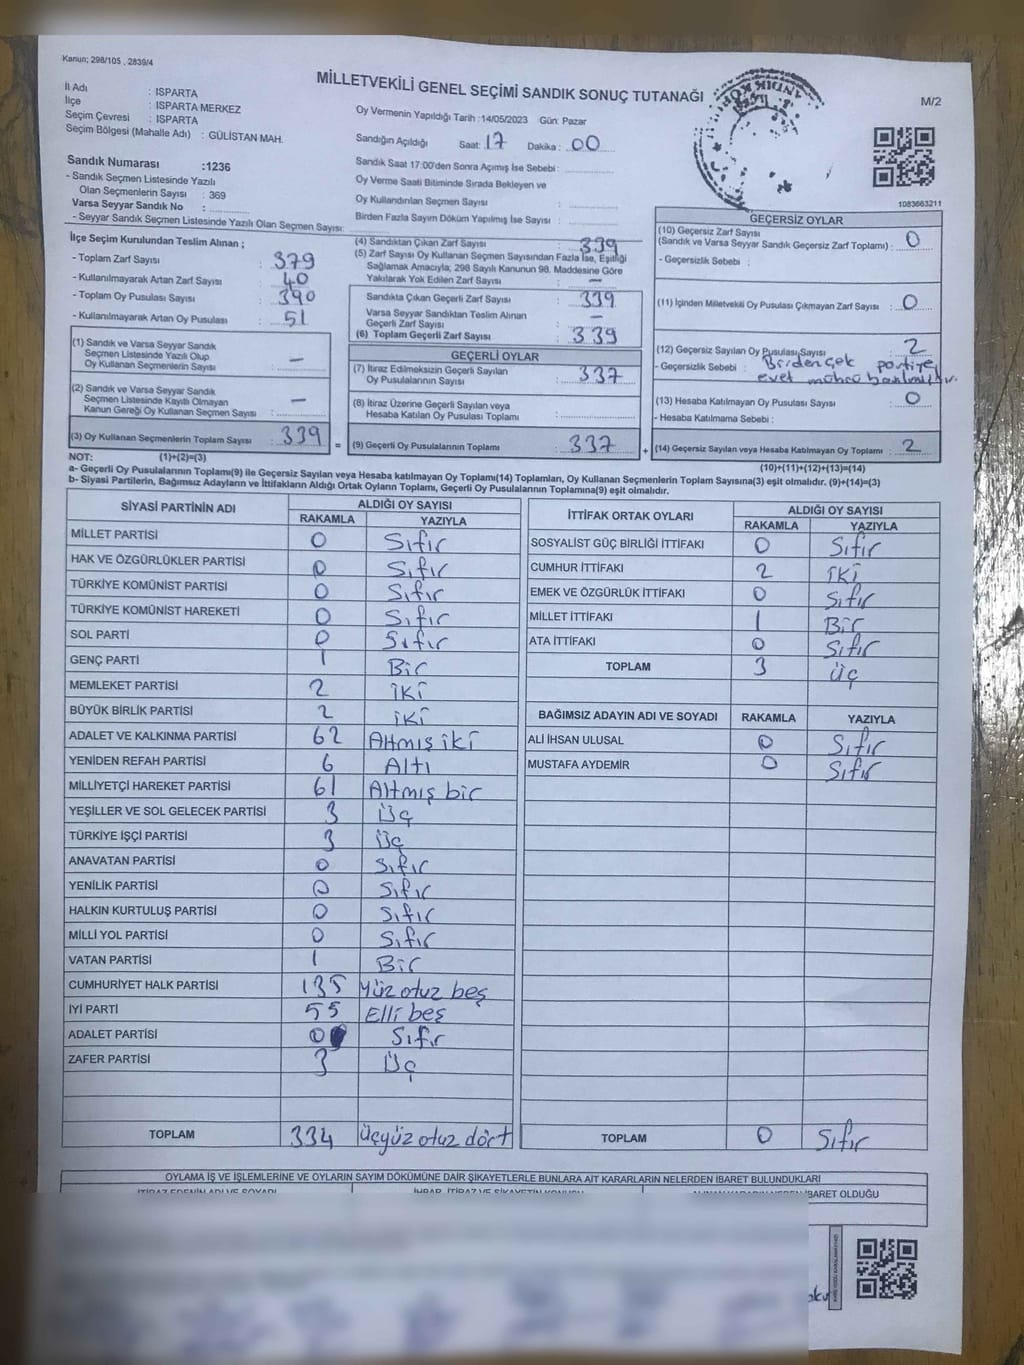 Kanun; 298/105 , 2839/4
MİLLETVEKİLİ GENEL SEÇİMİ SANDIK SONUÇ TUTANAĞI
M/2
İl Adı : ISPARTA
İlçe : ISPARTA MERKEZ
Seçim Çevresi : ISPARTA
Seçim Bölgesi (Mahalle Adı) : GÜLİSTAN MAH.
Sandık Numarası :1236
- Sandık Seçmen Listesinde Yazılı
Olan Seçmenlerin Sayısı : 369
Varsa Seyyar Sandık No :
- Seyyar Sandık Seçmen Listesinde Yazılı Olan Seçmen Sayısı:
Oy Vermenin Yapıldığı Tarih :14/05/2023 Gün: Pazar
Sandığın Açıldığı Saat: 17 Dakika : 00
Sandık Saat 17:00'den Sonra Açımış İse Sebebi :
Oy Verme Saati Bitiminde Sırada Bekleyen ve
Oy Kullandırılan Seçmen Sayısı :
Birden Fazla Sayım Döküm Yapılmış İse Sayısı :
1083663211
İlçe Seçim Kurulundan Teslim Alınan ;
- Toplam Zarf Sayısı : 379
- Kullanılmayarak Artan Zarf Sayısı : 40
- Toplam Oy Pusulası Sayısı : 390
- Kullanılmayarak Artan Oy Pusulası : 51
(1) Sandık ve Varsa Seyyar Sandık
Seçmen Listesinde Yazılı Olup
Oy Kullanan Seçmenlerin Sayısı : —
(2) Sandık ve Varsa Seyyar Sandık
Seçmen Listesinde Kayıtlı Olmayan
Kanun Gereği Oy Kullanan Seçmen Sayısı : —
(3) Oy Kullanan Seçmenlerin Toplam Sayısı : 339
(4) Sandıktan Çıkan Zarf Sayısı : 339
(5) Zarf Sayısı Oy Kullanan Seçmen Sayısından Fazla İse, Eşitliği
Sağlamak Amacıyla; 298 Sayılı Kanunun 98. Maddesine Göre
Yakılarak Yok Edilen Zarf Sayısı : —
Sandıkta Çıkan Geçerli Zarf Sayısı : 339
Varsa Seyyar Sandıktan Teslim Alınan
Geçerli Zarf Sayısı : —
(6) Toplam Geçerli Zarf Sayısı : 339
GEÇERLİ OYLAR
(7) İtiraz Edilmeksizin Geçerli Sayılan
Oy Pusulalarının Sayısı : 337
(8) İtiraz Üzerine Geçerli Sayılan veya
Hesaba Katılan Oy Pusulası Toplamı :
= (9) Geçerli Oy Pusulalarının Toplamı : 337
GEÇERSİZ OYLAR
(10) Geçersiz Zarf Sayısı
(Sandık ve Varsa Seyyar Sandık Geçersiz Zarf Toplamı) : 0
- Geçersizlik Sebebi :
(11) İçinden Milletvekili Oy Pusulası Çıkmayan Zarf Sayısı : 0
(12) Geçersiz Sayılan Oy Pusulası Sayısı : 2
- Geçersizlik Sebebi : Birden çok partiye
evet mührü basılmıştır.
(13) Hesaba Katılmayan Oy Pusulası Sayısı : 0
- Hesaba Katılmama Sebebi :
+ (14) Geçersiz Sayılan veya Hesaba Katılmayan Oy Toplamı : 2
NOT: (1)+(2)=(3) (10)+(11)+(12)+(13)=(14)
a- Geçerli Oy Pusulasının Toplamı(9) ile Geçersiz Sayılan veya Hesaba katılmayan Oy Toplamı(14) Toplamları, Oy Kullanan Seçmenlerin Toplam Sayısına(3) eşit olmalıdır. (9)+(14)=(3)
b- Siyasi Partilerin, Bağımsız Adayların ve İttifakların Aldığı Ortak Oyların Toplamı, Geçerli Oy Pusulalarının Toplamına(9) eşit olmalıdır.
SİYASİ PARTİNİN ADI ALDIĞI OY SAYISI
RAKAMLA YAZIYLA
MİLLET PARTİSİ 0 Sıfır
HAK VE ÖZGÜRLÜKLER PARTİSİ 0 Sıfır
TÜRKİYE KOMÜNİST PARTİSİ 0 Sıfır
TÜRKİYE KOMÜNİST HAREKETİ 0 Sıfır
SOL PARTİ 0 Sıfır
GENÇ PARTİ 1 Bir
MEMLEKET PARTİSİ 2 İKİ
BÜYÜK BİRLİK PARTİSİ 2 İKİ
ADALET VE KALKINMA PARTİSİ 62 Altmış iki
YENİDEN REFAH PARTİSİ 6 Altı
MİLLİYETÇİ HAREKET PARTİSİ 61 Altmış bir
YEŞİLLER VE SOL GELECEK PARTİSİ 3 Üç
TÜRKİYE İŞÇİ PARTİSİ 3 Üç
ANAVATAN PARTİSİ 0 Sıfır
YENİLİK PARTİSİ 0 Sıfır
HALKIN KURTULUŞ PARTİSİ 0 Sıfır
MİLLİ YOL PARTİSİ 0 Sıfır
VATAN PARTİSİ 1 Bir
CUMHURİYET HALK PARTİSİ 135 Yüz otuz beş
İYİ PARTİ 55 Elli beş
ADALET PARTİSİ 0 Sıfır
ZAFER PARTİSİ 3 Üç
TOPLAM 334 Üçyüz otuz dört
İTTİFAK ORTAK OYLARI ALDIĞI OY SAYISI
RAKAMLA YAZIYLA
SOSYALİST GÜÇ BİRLİĞİ İTTİFAKI 0 Sıfır
CUMHUR İTTİFAKI 2 İKİ
EMEK VE ÖZGÜRLÜK İTTİFAKI 0 Sıfır
MİLLET İTTİFAKI 1 Bir
ATA İTTİFAKI 0 Sıfır
TOPLAM 3 üç
BAĞIMSIZ ADAYIN ADI VE SOYADI RAKAMLA YAZIYLA
ALİ İHSAN ULUSAL 0 Sıfır
MUSTAFA AYDEMİR 0 Sıfır
TOPLAM 0 Sıfır
OYLAMA İŞ VE İŞLEMLERİNE VE OYLARIN SAYIM DÖKÜMÜNE DAİR ŞİKAYETLERLE BUNLARA AİT KARARLARIN NELERDEN İBARET BULUNDUKLARI
İTİRAZ EDENİN ADI VE SOYADI İHBAR, İTİRAZ VE ŞİKAYETİN KONUSU İBARET OLDUĞU